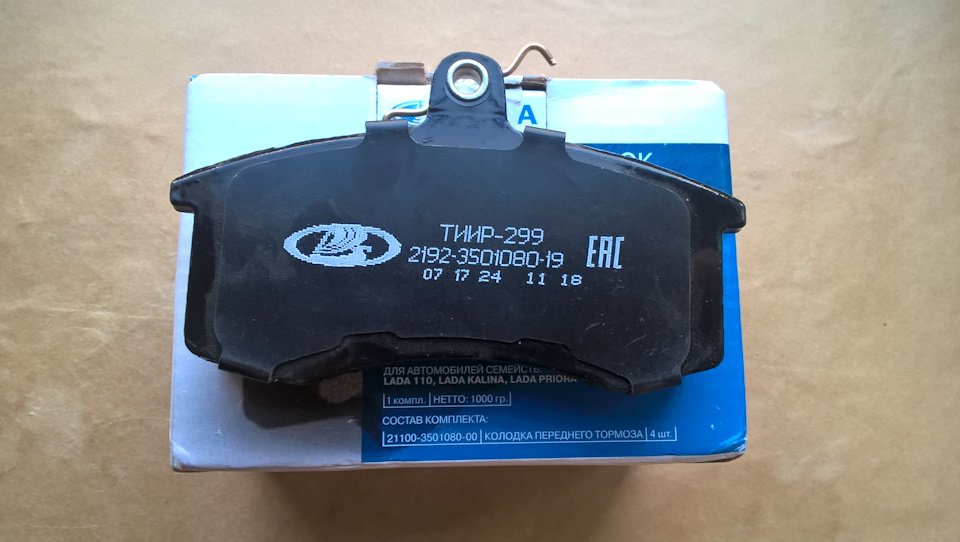 А
ОК
ТИИР-299
2192-3501080-19
07 17 24 11 18
ЕАС
ДЛЯ АВТОМОБИЛЕЙ СЕМЕЙСТВ:
LADA 110, LADA KALINA, LADA PRIORA
1 компл. НЕТТО: 1000 гр.
СОСТАВ КОМПЛЕКТА:
21100-3501080-00 КОЛОДКА ПЕРЕДНЕГО ТОРМОЗА 4 шт.